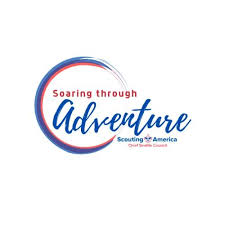 Soaring through
Adventure
Scouting America
Chief Seattle Council